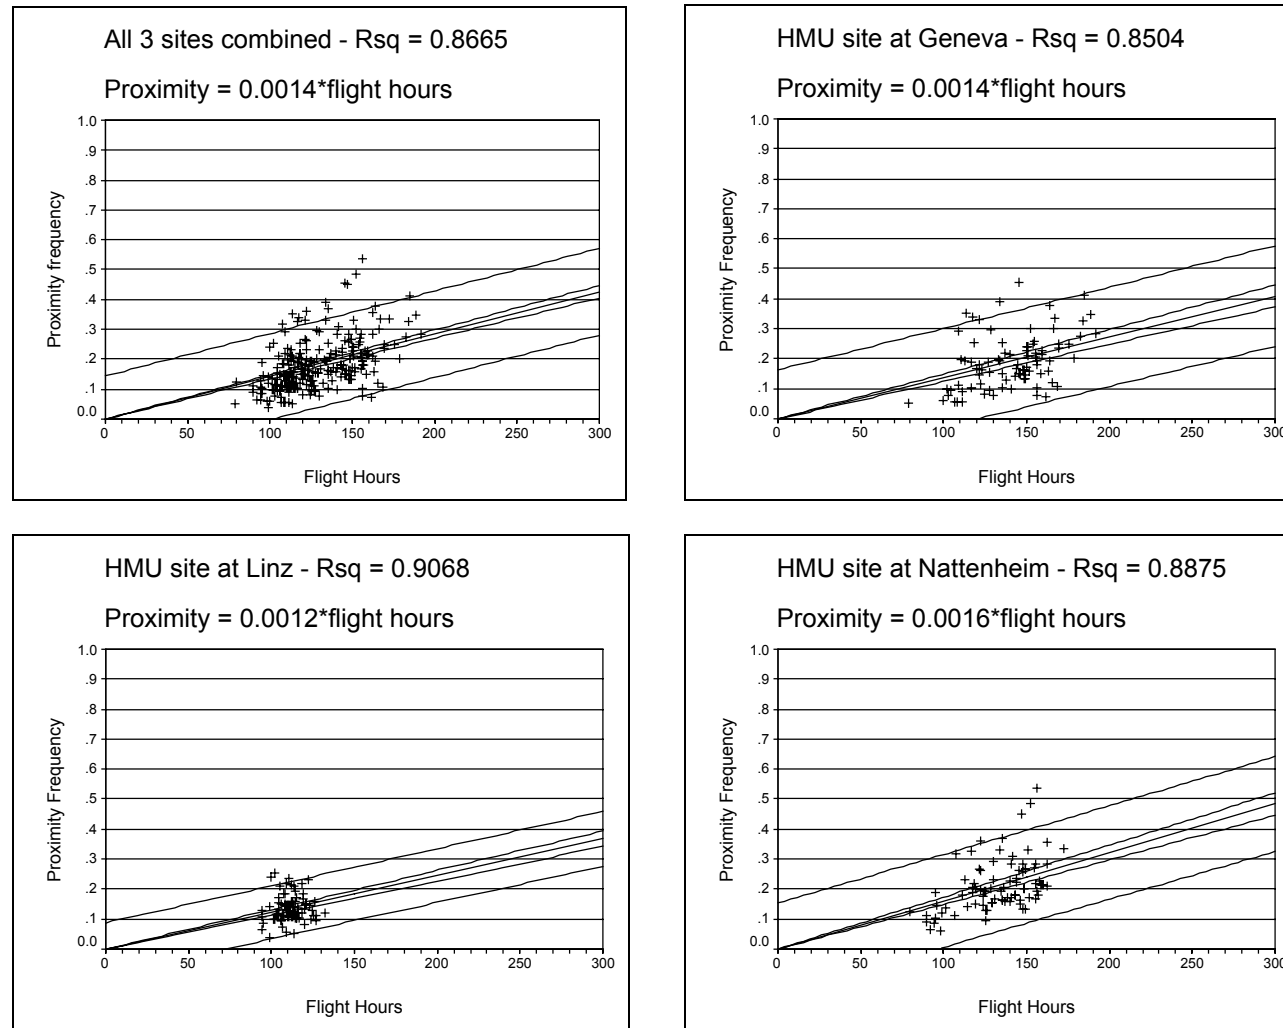 All 3 sites combined - Rsq = 0.8665
Proximity = 0.0014*flight hours
Proximity frequency
1.0
.9
.8
.7
.6
.5
.4
.3
.2
.1
0.0
0 50 100 150 200 250 300
Flight Hours
HMU site at Geneva - Rsq = 0.8504
Proximity = 0.0014*flight hours
Proximity Frequency
1.0
.9
.8
.7
.6
.5
.4
.3
.2
.1
0.0
0 50 100 150 200 250 300
Flight Hours
HMU site at Linz - Rsq = 0.9068
Proximity = 0.0012*flight hours
Proximity Frequency
1.0
.9
.8
.7
.6
.5
.4
.3
.2
.1
0.0
0 50 100 150 200 250 300
Flight Hours
HMU site at Nattenheim - Rsq = 0.8875
Proximity = 0.0016*flight hours
Proximity Frequency
1.0
.9
.8
.7
.6
.5
.4
.3
.2
.1
0.0
0 50 100 150 200 250 300
Flight Hours